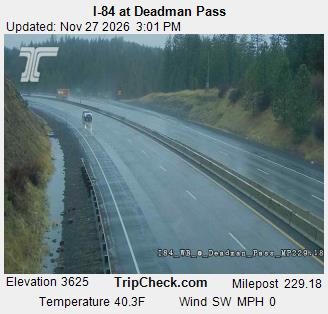 I-84 at Deadman Pass
Updated: Nov 27 2026 3:01 PM
I84_WB_@_Deadman_Pass_MP229.18
Elevation 3625 TripCheck.com Milepost 229.18
Temperature 40.3F Wind SW MPH 0